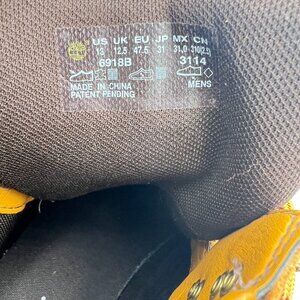 US UK EU JP MX CN
13 12.5 47.5 31 31.0 310(2.5)
6918B 3114
MADE IN CHINA
PATENT PENDING
MENS